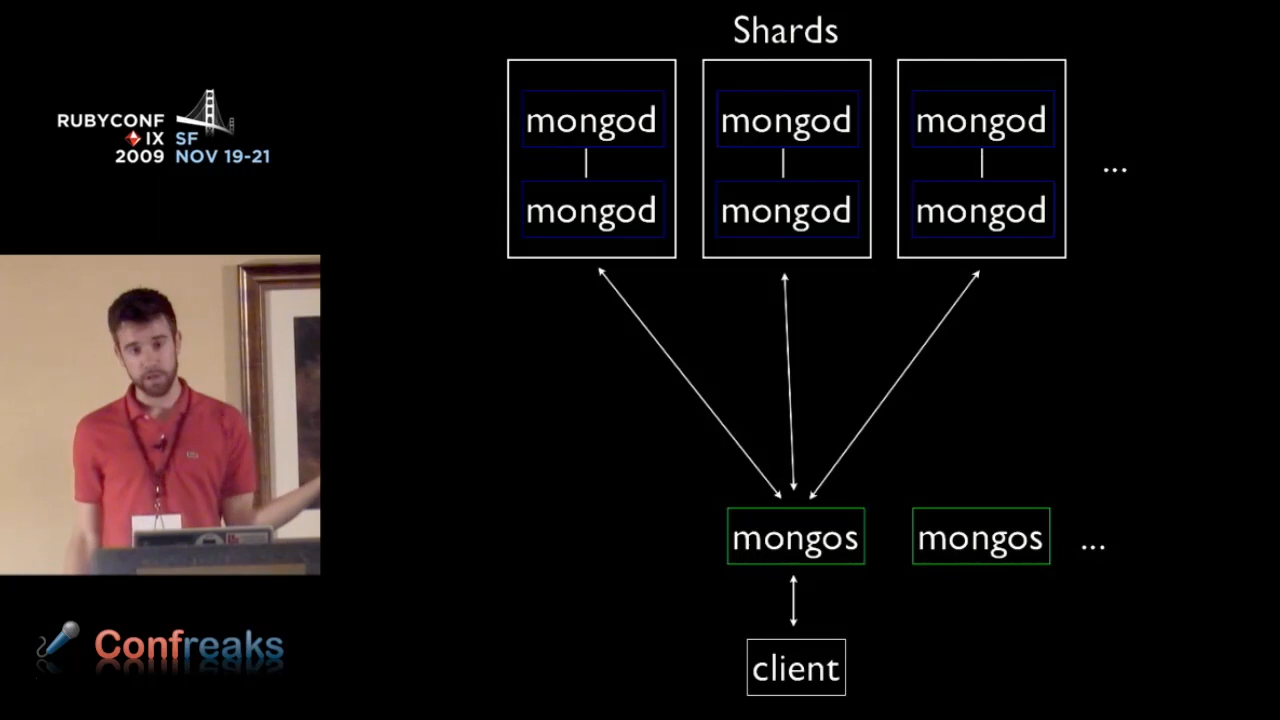 Shards
RUBYCONF
IX SF
2009 NOV 19-21
mongod mongod mongod
...
mongod mongod mongod
mongos mongos ...
client
Confreaks